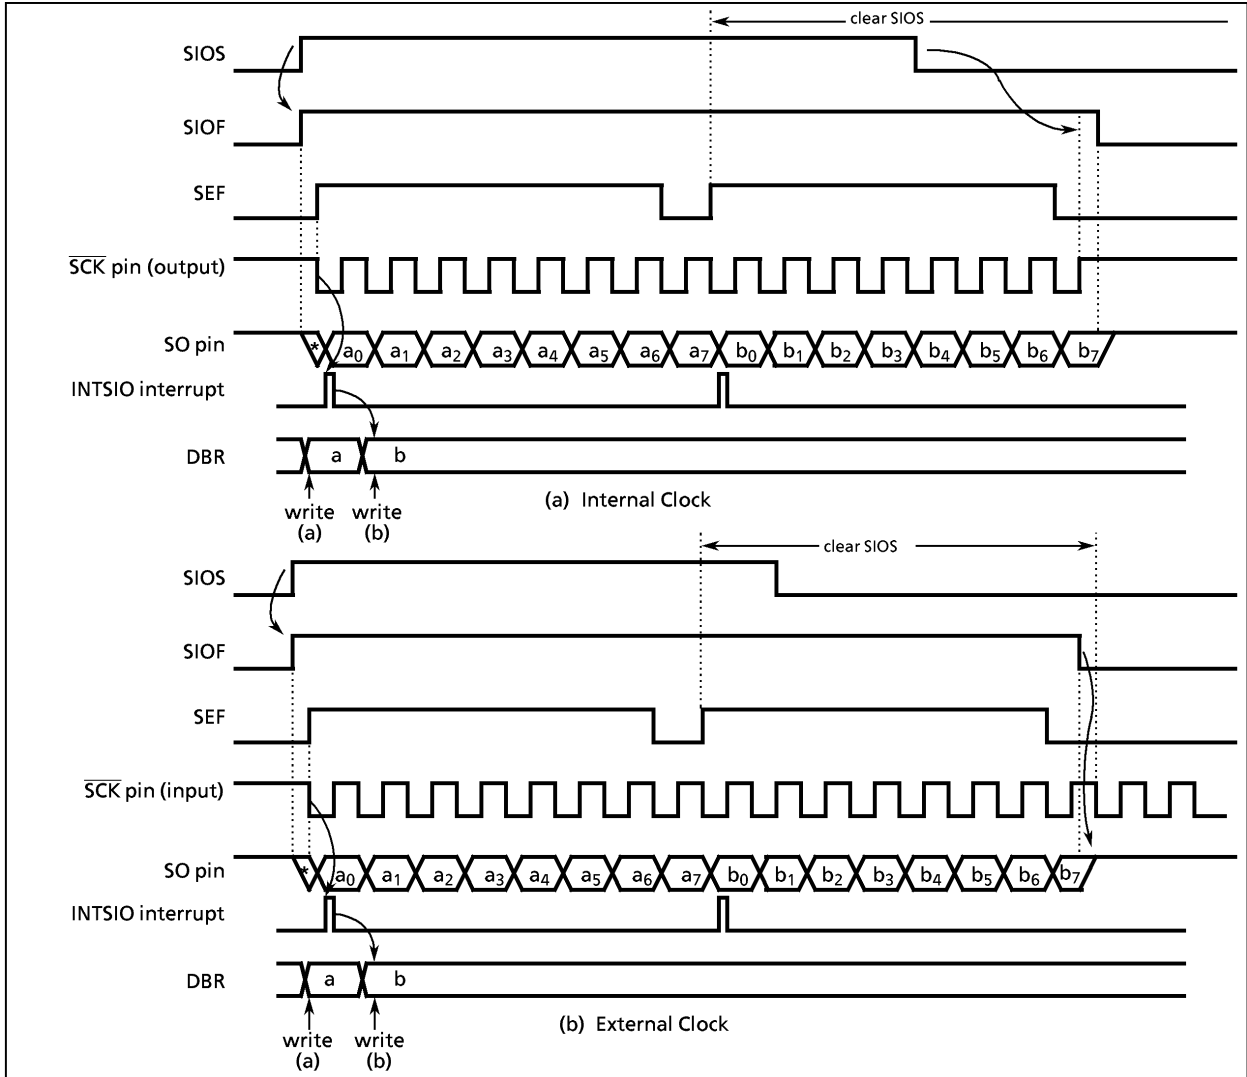 clear SIOS
SIOS
SIOF
SEF
SCK pin (output)
SO pin
* a0 a1 a2 a3 a4 a5 a6 a7 b0 b1 b2 b3 b4 b5 b6 b7
INTSIO interrupt
DBR
a b
write (a)
write (b)
(a) Internal Clock
clear SIOS
SIOS
SIOF
SEF
SCK pin (input)
SO pin
* a0 a1 a2 a3 a4 a5 a6 a7 b0 b1 b2 b3 b4 b5 b6 b7
INTSIO interrupt
DBR
a b
write (a)
write (b)
(b) External Clock